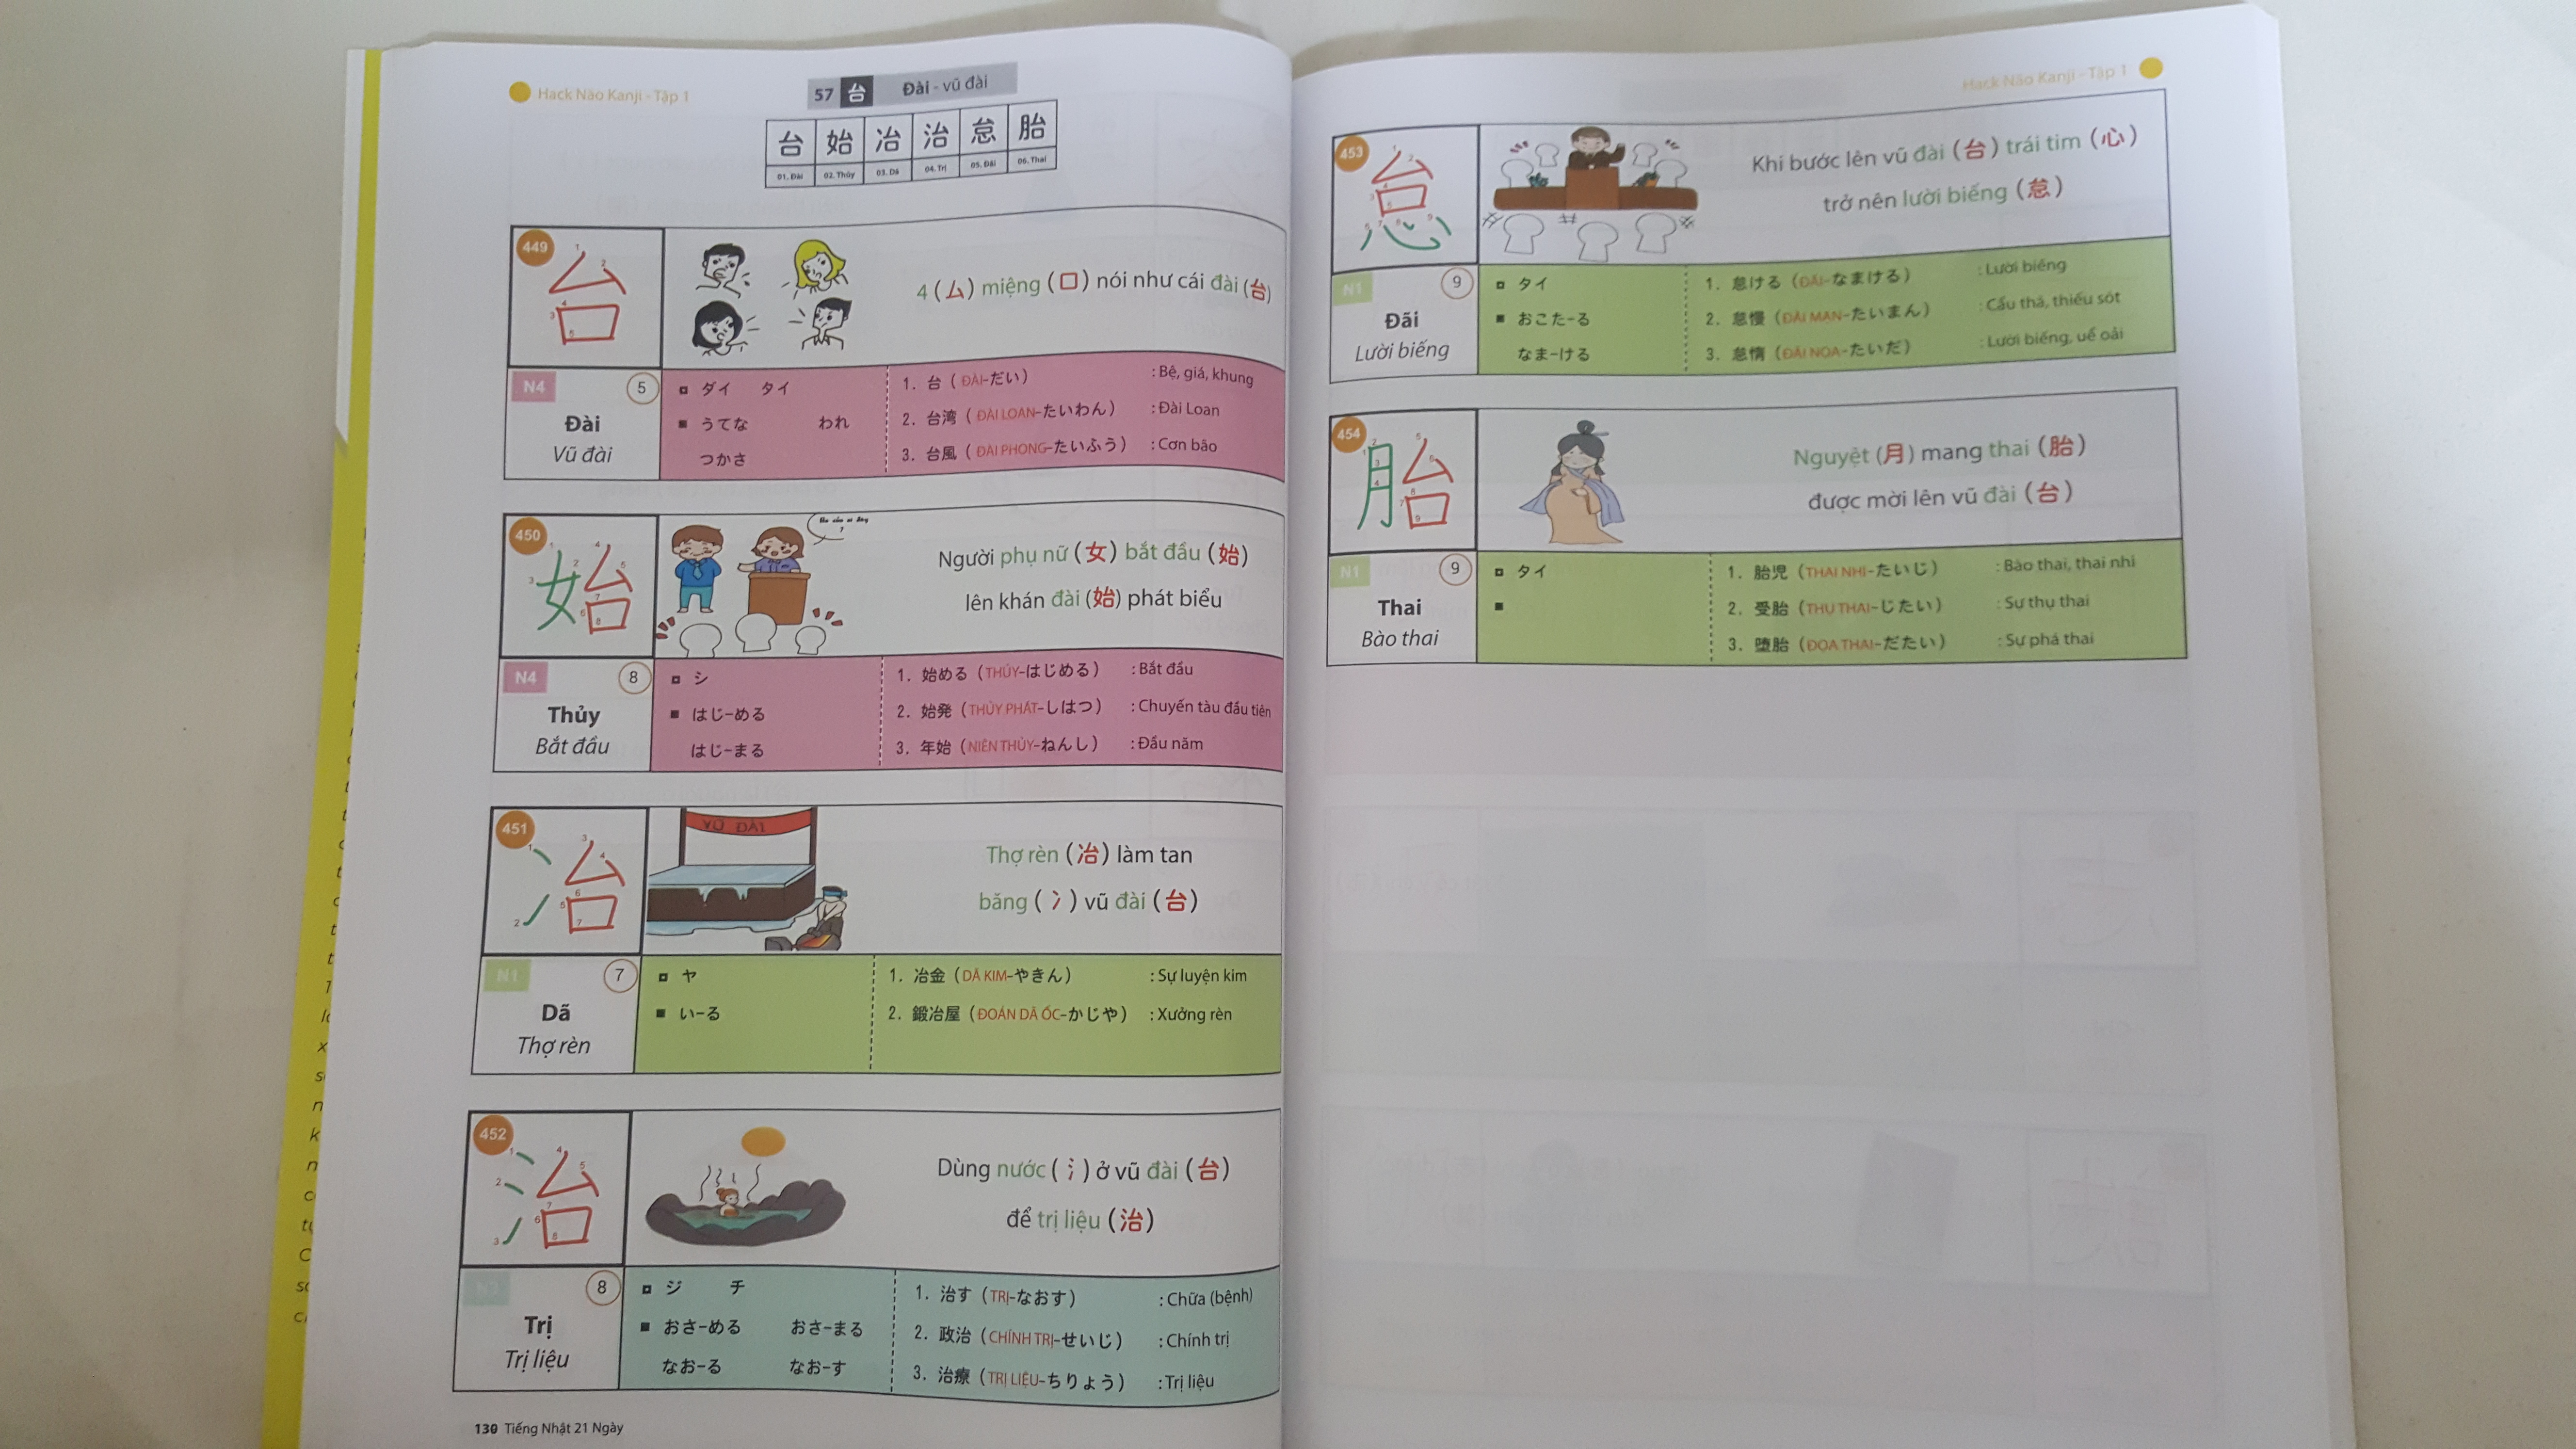 Hack Não Kanji - Tập 1
57 台 Đài - vũ đài
台 始 冶 治 怠 胎
01. Đài 02. Thủy 03. Dã 04. Trị 05. Đãi 06. Thai
449
4 (厶) miệng (口) nói như cái đài (台)
N4 5
Đài
Vũ đài
ダイ タイ
うてな われ
つかさ
1. 台 (ĐÀI-だい) : Bệ, giá, khung
2. 台湾 (ĐÀI LOAN-たいわん) : Đài Loan
3. 台風 (ĐÀI PHONG-たいふう) : Cơn bão
450
Người phụ nữ (女) bắt đầu (始)
lên khán đài (始) phát biểu
N4 8
Thủy
Bắt đầu
シ
はじ-める
はじ-まる
1. 始める (THỦY-はじめる) : Bắt đầu
2. 始発 (THỦY PHÁT-しはつ) : Chuyến tàu đầu tiên
3. 年始 (NIÊN THỦY-ねんし) : Đầu năm
451
VŨ ĐÀI
Thợ rèn (冶) làm tan
băng (冫) vũ đài (台)
N1 7
Dã
Thợ rèn
ヤ
い-る
1. 冶金 (DÃ KIM-やきん) : Sự luyện kim
2. 鍛冶屋 (ĐOÁN DÃ ỐC-かじや) : Xưởng rèn
452
Dùng nước (氵) ở vũ đài (台)
để trị liệu (治)
8
Trị
Trị liệu
ジ チ
おさ-める おさ-まる
なお-る なお-す
1. 治す (TRỊ-なおす) : Chữa (bệnh)
2. 政治 (CHÍNH TRỊ-せいじ) : Chính trị
3. 治療 (TRỊ LIỆU-ちりょう) : Trị liệu
130 Tiếng Nhật 21 Ngày
Hack Não Kanji - Tập 1
453
Khi bước lên vũ đài (台) trái tim (心)
trở nên lười biếng (怠)
N1 9
Đãi
Lười biếng
タイ
おこた-る
なま-ける
1. 怠ける (ĐÃI-なまける) : Lười biếng
2. 怠慢 (ĐÃI MẠN-たいまん) : Cẩu thả, thiếu sót
3. 怠惰 (ĐÃI NỌA-たいだ) : Lười biếng, uể oải
454
Nguyệt (月) mang thai (胎)
được mời lên vũ đài (台)
N1 9
Thai
Bào thai
タイ
1. 胎児 (THAI NHI-たいじ) : Bào thai, thai nhi
2. 受胎 (THỤ THAI-じたい) : Sự thụ thai
3. 堕胎 (ĐỌA THAI-だたい) : Sự phá thai